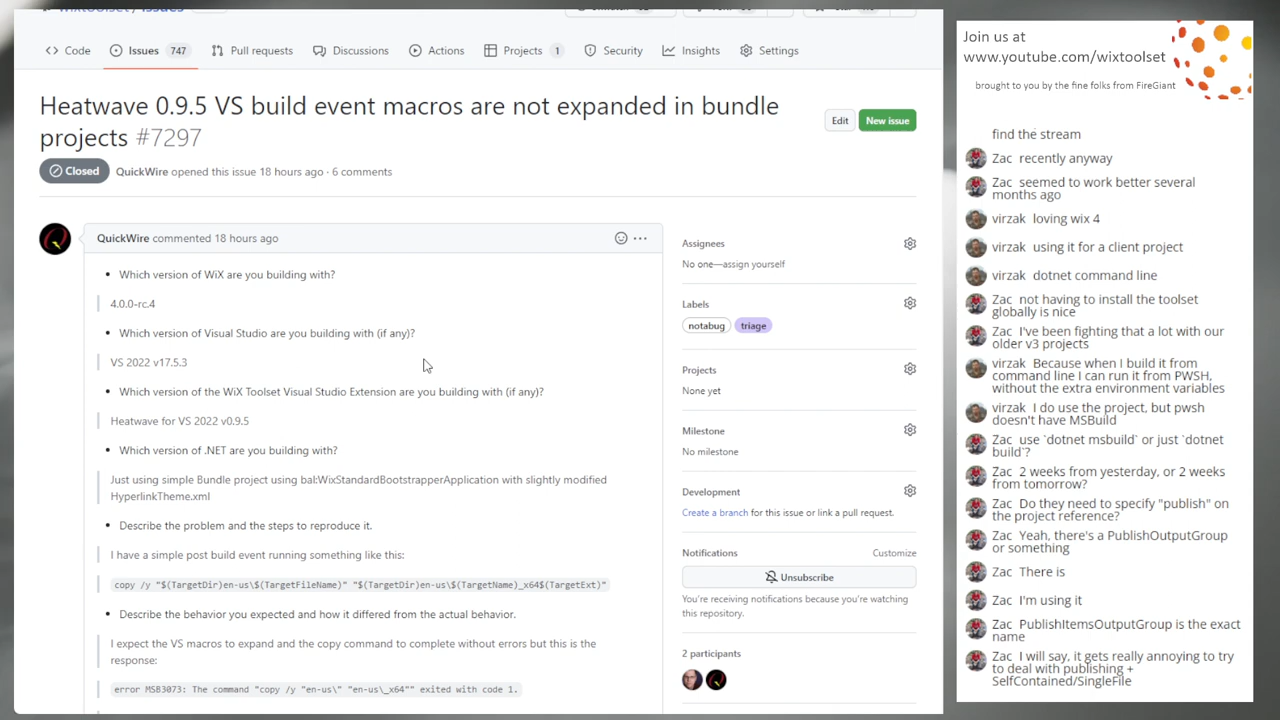 wixtoolset / issues
Code
Issues 747
Pull requests
Discussions
Actions
Projects 1
Security
Insights
Settings
Heatwave 0.9.5 VS build event macros are not expanded in bundle
projects #7297
Edit
New issue
Closed
QuickWire opened this issue 18 hours ago · 6 comments
QuickWire commented 18 hours ago
Which version of WiX are you building with?
4.0.0-rc.4
Which version of Visual Studio are you building with (if any)?
VS 2022 v17.5.3
Which version of the WiX Toolset Visual Studio Extension are you building with (if any)?
Heatwave for VS 2022 v0.9.5
Which version of .NET are you building with?
Just using simple Bundle project using bal:WixStandardBootstrapperApplication with slightly modified
HyperlinkTheme.xml
Describe the problem and the steps to reproduce it.
I have a simple post build event running something like this:
copy /y "$(TargetDir)en-us\$(TargetFileName)" "$(TargetDir)en-us\$(TargetName)_x64$(TargetExt)"
Describe the behavior you expected and how it differed from the actual behavior.
I expect the VS macros to expand and the copy command to complete without errors but this is the
response:
error MSB3073: The command "copy /y "en-us\" "en-us\_x64"" exited with code 1.
Assignees
No one—assign yourself
Labels
notabug
triage
Projects
None yet
Milestone
No milestone
Development
Create a branch for this issue or link a pull request.
Notifications
Customize
Unsubscribe
You're receiving notifications because you're watching
this repository.
2 participants
Join us at
www.youtube.com/wixtoolset
brought to you by the fine folks from FireGiant
find the stream
Zac recently anyway
Zac seemed to work better several
months ago
virzak loving wix 4
virzak using it for a client project
virzak dotnet command line
Zac not having to install the toolset
globally is nice
Zac I've been fighting that a lot with our
older v3 projects
virzak Because when I build it from
command line I can run it from PWSH,
without the extra environment variables
virzak I do use the project, but pwsh
doesn't have MSBuild
Zac use `dotnet msbuild` or just `dotnet
build`?
Zac 2 weeks from yesterday, or 2 weeks
from tomorrow?
Zac Do they need to specify "publish" on
the project reference?
Zac Yeah, there's a PublishOutputGroup
or something
Zac There is
Zac I'm using it
Zac PublishItemsOutputGroup is the exact
name
Zac I will say, it gets really annoying to try
to deal with publishing +
SelfContained/SingleFile